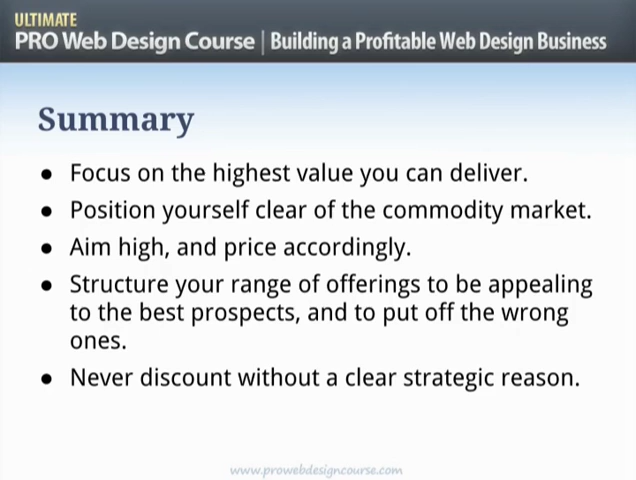 ULTIMATE
PRO Web Design Course | Building a Profitable Web Design Business
Summary
● Focus on the highest value you can deliver.
● Position yourself clear of the commodity market.
● Aim high, and price accordingly.
● Structure your range of offerings to be appealing
to the best prospects, and to put off the wrong
ones.
● Never discount without a clear strategic reason.
www.prowebdesigncourse.com